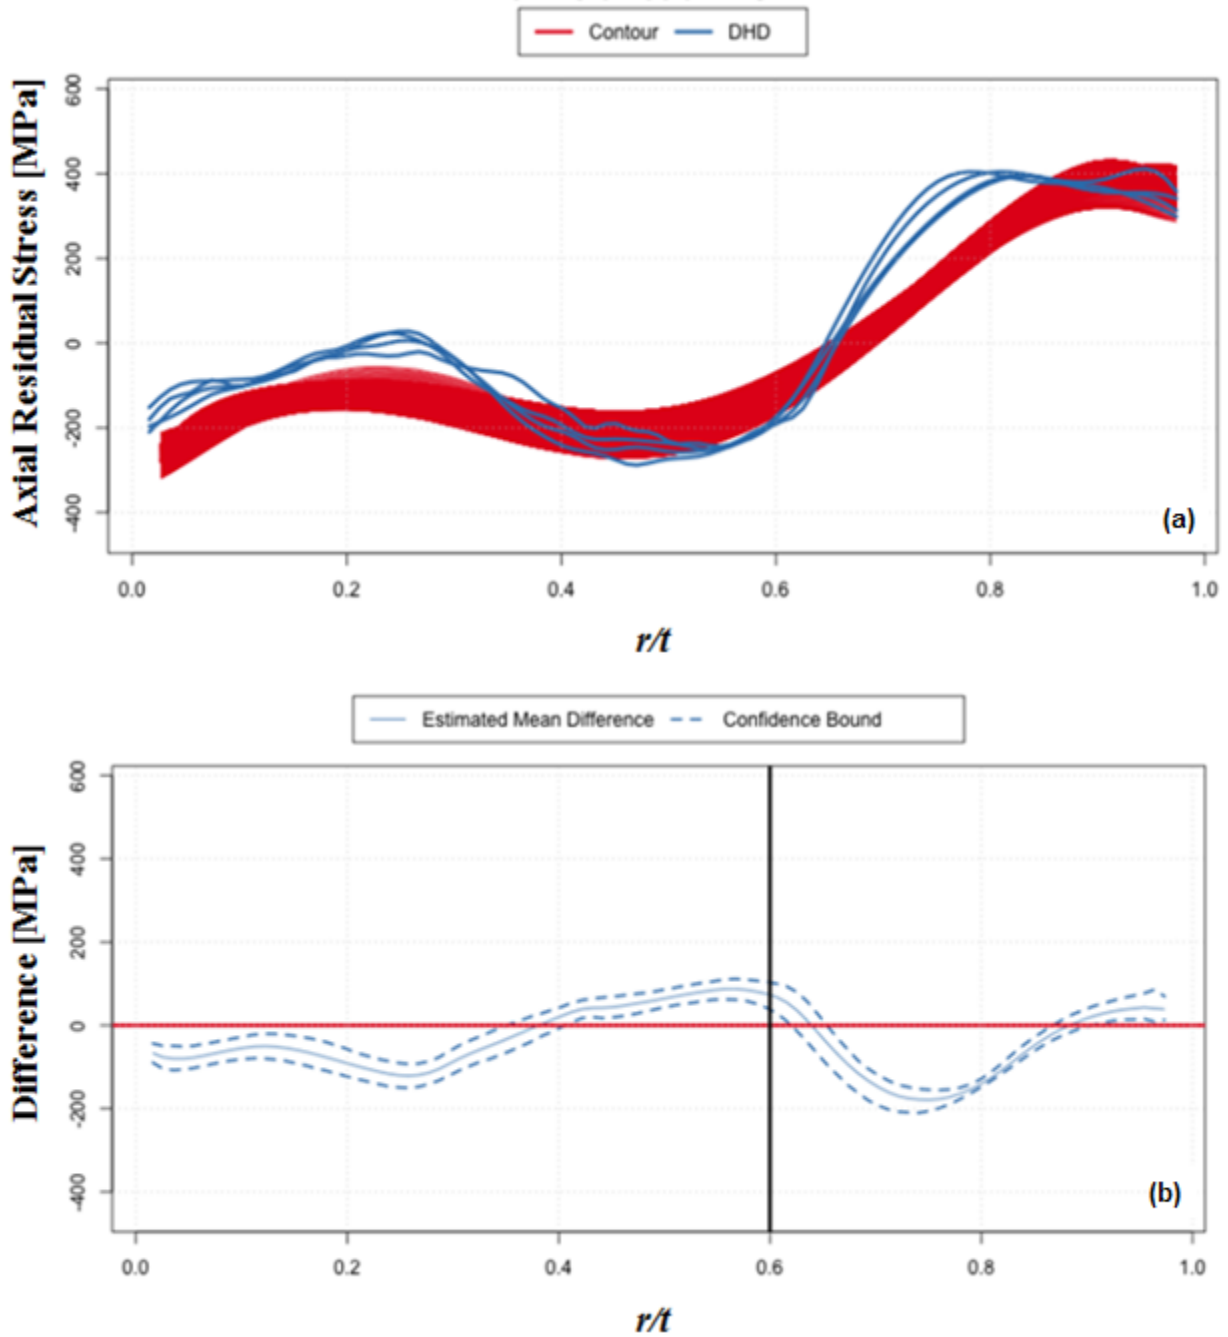 Contour DHD
Axial Residual Stress [MPa]
600
400
200
0
-200
-400
(a)
0.0 0.2 0.4 0.6 0.8 1.0
r/t
Estimated Mean Difference Confidence Bound
Difference [MPa]
600
400
200
0
-200
-400
(b)
0.0 0.2 0.4 0.6 0.8 1.0
r/t